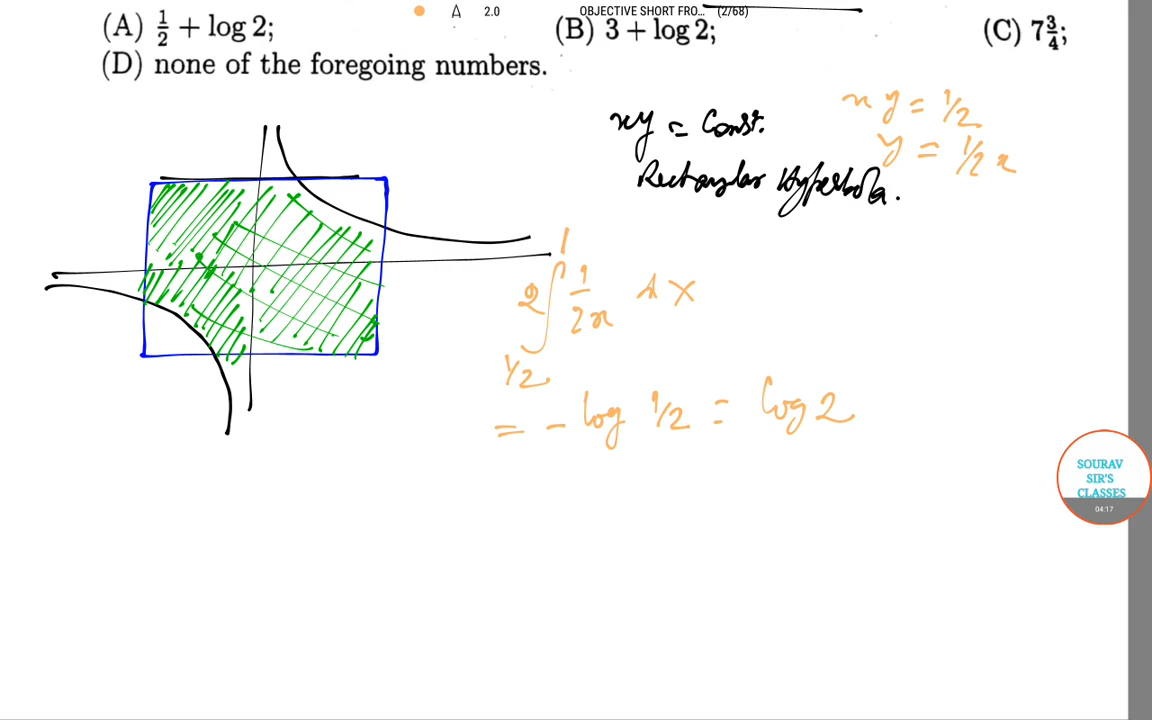 A 2.0 OBJECTIVE SHORT FRO... (2/68)
(A) 1/2 + log 2; (B) 3 + log 2; (C) 7 3/4;
(D) none of the foregoing numbers.
xy = Const.
Rectangular Hyperbola.
xy = 1/2
y = 1/2x
2 ∫_{1/2}^{1} 1/2x dx
= - log 1/2 = log 2
SOURAV
SIR'S
CLASSES
04:17